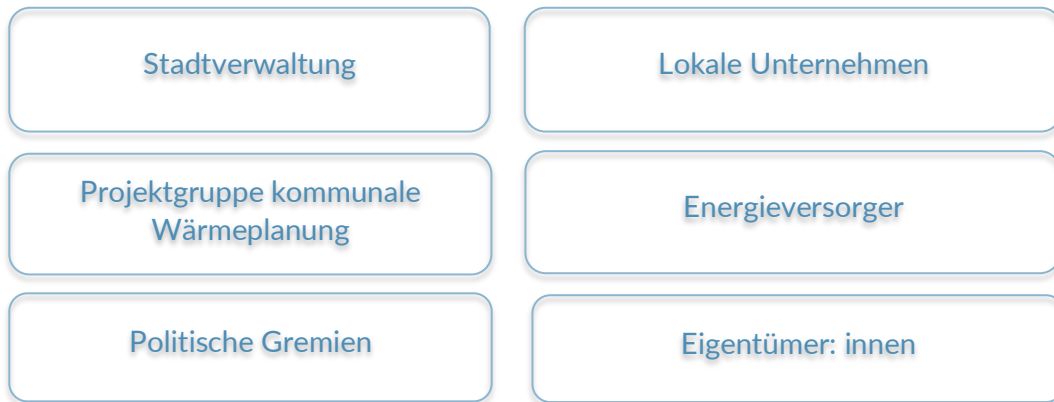 Stadtverwaltung
Lokale Unternehmen
Projektgruppe kommunale
Wärmeplanung
Energieversorger
Politische Gremien
Eigentümer: innen